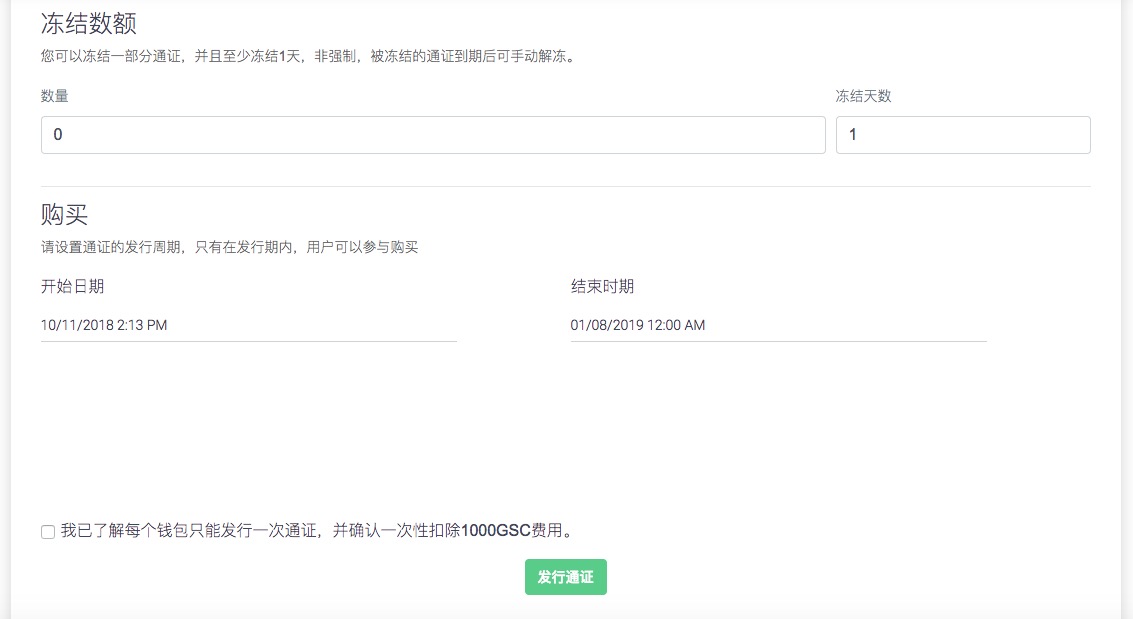 冻结数额
您可以冻结一部分通证，并且至少冻结1天，非强制，被冻结的通证到期后可手动解冻。
数量
冻结天数
0
1
购买
请设置通证的发行周期，只有在发行期内，用户可以参与购买
开始日期
结束时期
10/11/2018 2:13 PM
01/08/2019 12:00 AM
我已了解每个钱包只能发行一次通证，并确认一次性扣除1000GSC费用。
发行通证